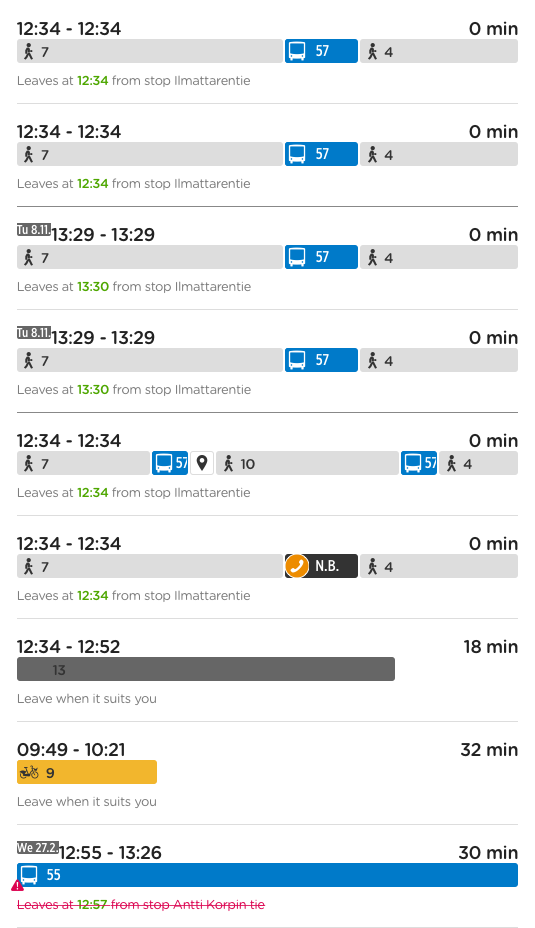 12:34 - 12:34 0 min
7 57 4
Leaves at 12:34 from stop Ilmattarentie
12:34 - 12:34 0 min
7 57 4
Leaves at 12:34 from stop Ilmattarentie
Tu 8.11. 13:29 - 13:29 0 min
7 57 4
Leaves at 13:30 from stop Ilmattarentie
Tu 8.11. 13:29 - 13:29 0 min
7 57 4
Leaves at 13:30 from stop Ilmattarentie
12:34 - 12:34 0 min
7 57 10 57 4
Leaves at 12:34 from stop Ilmattarentie
12:34 - 12:34 0 min
7 N.B. 4
Leaves at 12:34 from stop Ilmattarentie
12:34 - 12:52 18 min
13
Leave when it suits you
09:49 - 10:21 32 min
9
Leave when it suits you
We 27.2. 12:55 - 13:26 30 min
55
Leaves at 12:57 from stop Antti Korpin tie